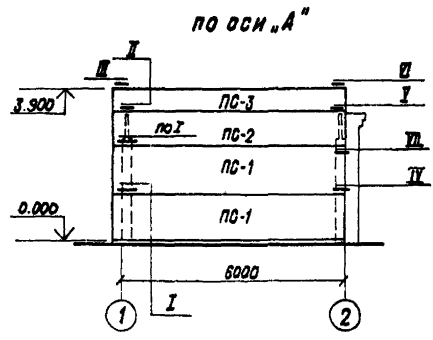 по оси „А"
II
III
VI
3.900
ПС-3
V
по I
ПС-2
VII
ПС-1
IV
0.000
ПС-1
6000
I
1
2